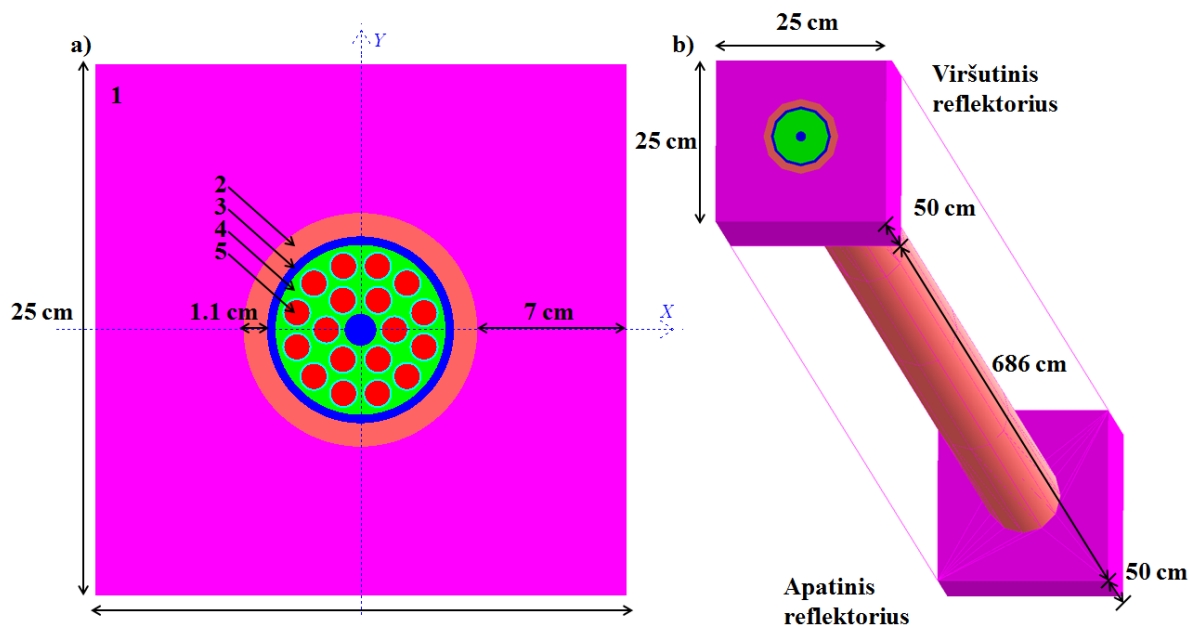 a)
Y
1
2
3
4
5
25 cm
1.1 cm
7 cm
X
b)
25 cm
Viršutinis
reflektorius
25 cm
50 cm
686 cm
50 cm
Apatinis
reflektorius